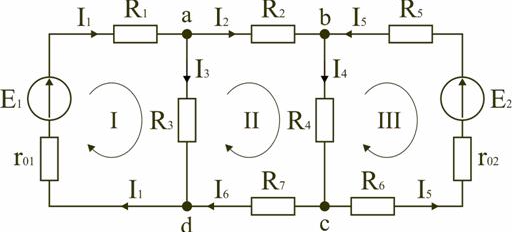 I1 R1 a I2 R2 b I5 R5
I3 I4
E1 I R3 II R4 III E2
r01 r02
I1 I6 R7 R6 I5
d c